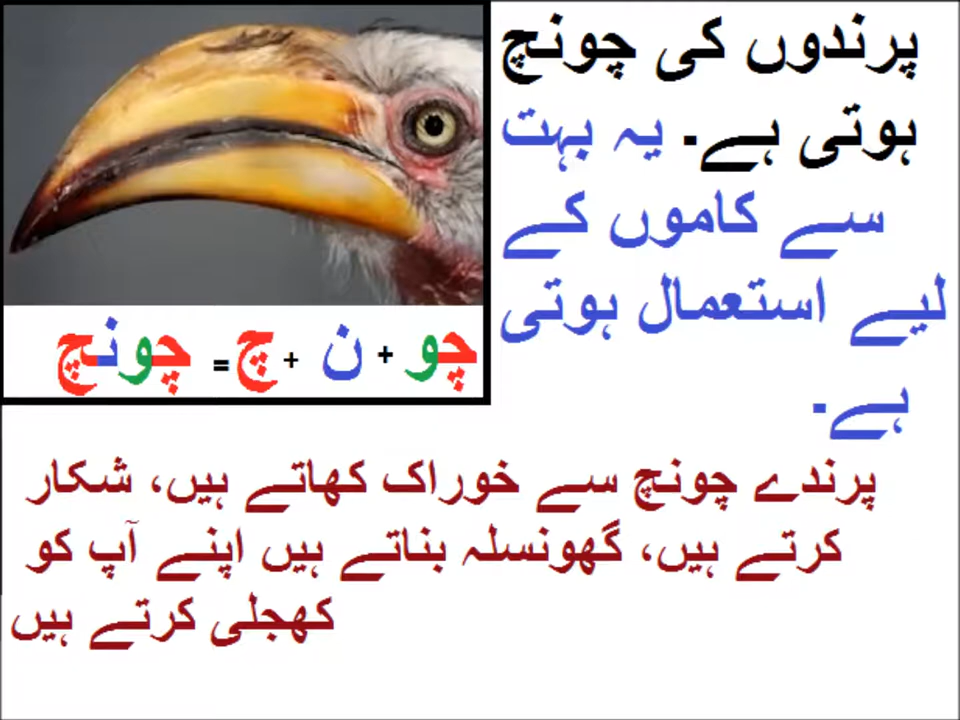 پرندوں کی چونچ
ہوتی ہے۔ یہ بہت
سے کاموں کے
لیے استعمال ہوتی
ہے۔
چو + ن + چ = چونچ
پرندے چونچ سے خوراک کھاتے ہیں، شکار
کرتے ہیں، گھونسلہ بناتے ہیں اپنے آپ کو
کھجلی کرتے ہیں